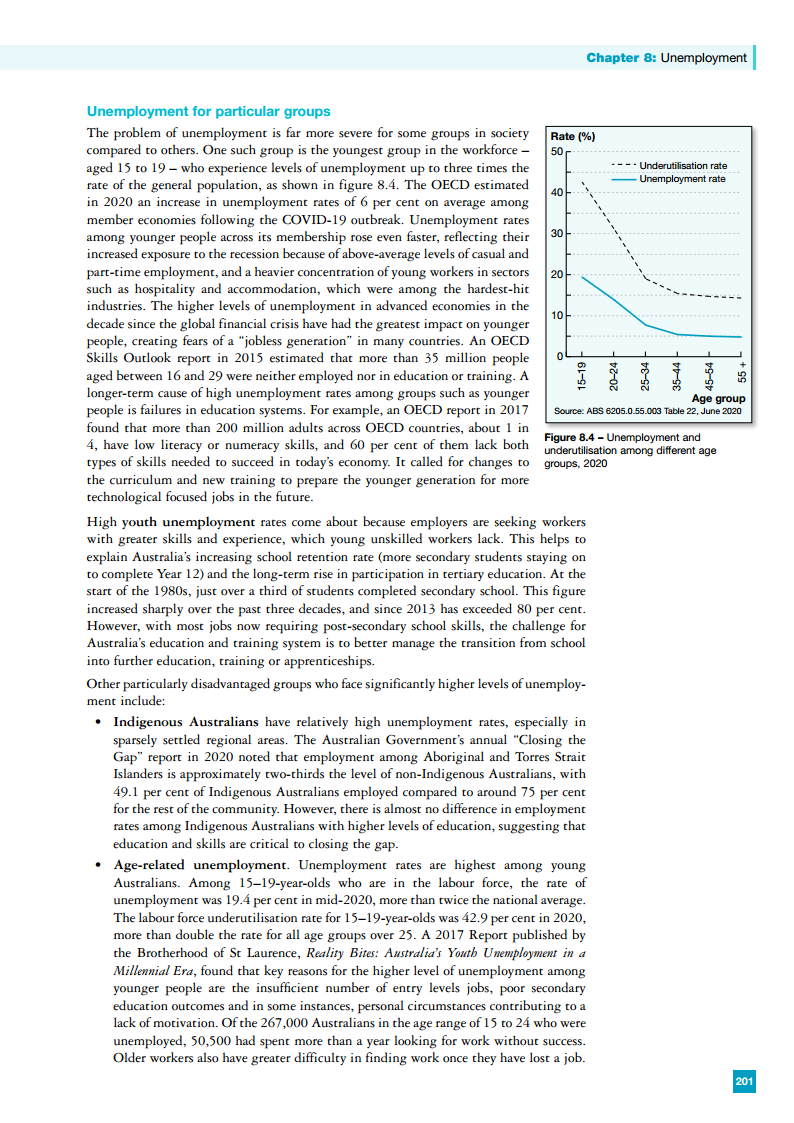 Chapter 8: Unemployment
Unemployment for particular groups
The problem of unemployment is far more severe for some groups in society
compared to others. One such group is the youngest group in the workforce –
aged 15 to 19 – who experience levels of unemployment up to three times the
rate of the general population, as shown in figure 8.4. The OECD estimated
in 2020 an increase in unemployment rates of 6 per cent on average among
member economies following the COVID-19 outbreak. Unemployment rates
among younger people across its membership rose even faster, reflecting their
increased exposure to the recession because of above-average levels of casual and
part-time employment, and a heavier concentration of young workers in sectors
such as hospitality and accommodation, which were among the hardest-hit
industries. The higher levels of unemployment in advanced economies in the
decade since the global financial crisis have had the greatest impact on younger
people, creating fears of a “jobless generation” in many countries. An OECD
Skills Outlook report in 2015 estimated that more than 35 million people
aged between 16 and 29 were neither employed nor in education or training. A
longer-term cause of high unemployment rates among groups such as younger
people is failures in education systems. For example, an OECD report in 2017
found that more than 200 million adults across OECD countries, about 1 in
4, have low literacy or numeracy skills, and 60 per cent of them lack both
types of skills needed to succeed in today’s economy. It called for changes to
the curriculum and new training to prepare the younger generation for more
technological focused jobs in the future.
Rate (%)
50
40
30
20
10
0
Underutilisation rate
Unemployment rate
15–19
20–24
25–34
35–44
45–54
55 +
Age group
Source: ABS 6205.0.55.003 Table 22, June 2020
Figure 8.4 – Unemployment and
underutilisation among different age
groups, 2020
High youth unemployment rates come about because employers are seeking workers
with greater skills and experience, which young unskilled workers lack. This helps to
explain Australia’s increasing school retention rate (more secondary students staying on
to complete Year 12) and the long-term rise in participation in tertiary education. At the
start of the 1980s, just over a third of students completed secondary school. This figure
increased sharply over the past three decades, and since 2013 has exceeded 80 per cent.
However, with most jobs now requiring post-secondary school skills, the challenge for
Australia’s education and training system is to better manage the transition from school
into further education, training or apprenticeships.
Other particularly disadvantaged groups who face significantly higher levels of unemploy-
ment include:
• Indigenous Australians have relatively high unemployment rates, especially in
sparsely settled regional areas. The Australian Government’s annual “Closing the
Gap” report in 2020 noted that employment among Aboriginal and Torres Strait
Islanders is approximately two-thirds the level of non-Indigenous Australians, with
49.1 per cent of Indigenous Australians employed compared to around 75 per cent
for the rest of the community. However, there is almost no difference in employment
rates among Indigenous Australians with higher levels of education, suggesting that
education and skills are critical to closing the gap.
• Age-related unemployment. Unemployment rates are highest among young
Australians. Among 15–19-year-olds who are in the labour force, the rate of
unemployment was 19.4 per cent in mid-2020, more than twice the national average.
The labour force underutilisation rate for 15–19-year-olds was 42.9 per cent in 2020,
more than double the rate for all age groups over 25. A 2017 Report published by
the Brotherhood of St Laurence, Reality Bites: Australia’s Youth Unemployment in a
Millennial Era, found that key reasons for the higher level of unemployment among
younger people are the insufficient number of entry levels jobs, poor secondary
education outcomes and in some instances, personal circumstances contributing to a
lack of motivation. Of the 267,000 Australians in the age range of 15 to 24 who were
unemployed, 50,500 had spent more than a year looking for work without success.
Older workers also have greater difficulty in finding work once they have lost a job.
201